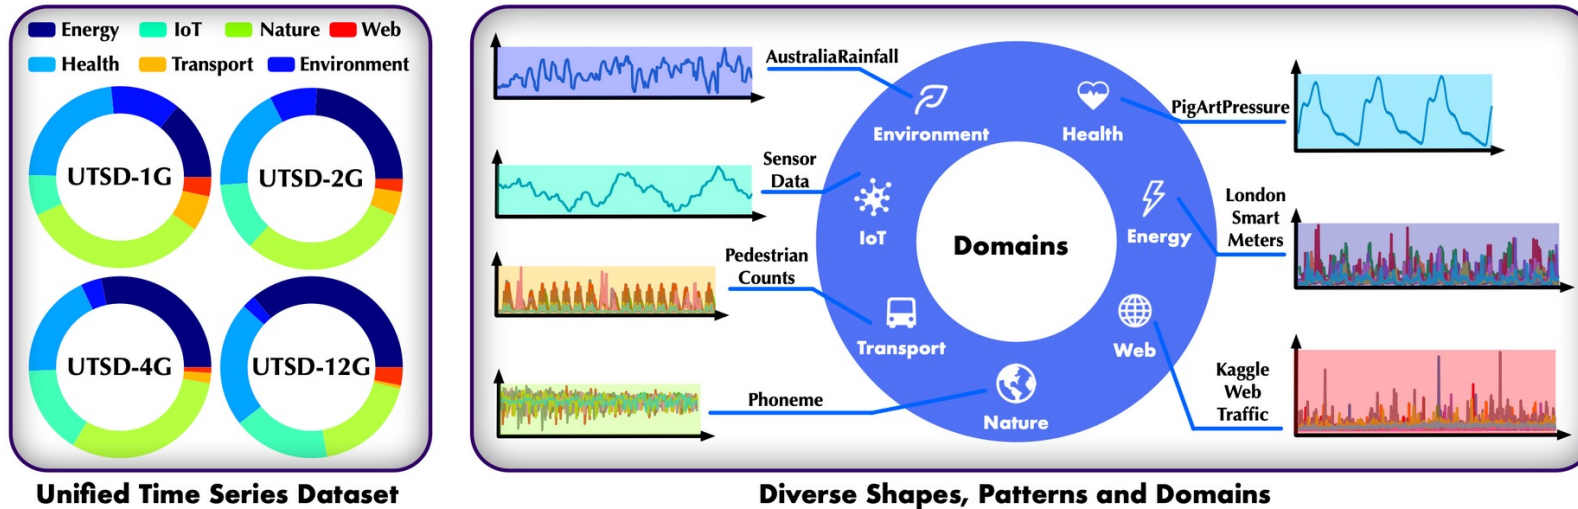 Energy IoT Nature Web
Health Transport Environment
UTSD-1G UTSD-2G
UTSD-4G UTSD-12G
Unified Time Series Dataset
AustraliaRainfall
Sensor
Data
Pedestrian
Counts
Phoneme
Environment
Health
IoT
Energy
Domains
Transport
Web
Nature
PigArtPressure
London
Smart
Meters
Kaggle
Web
Traffic
Diverse Shapes, Patterns and Domains